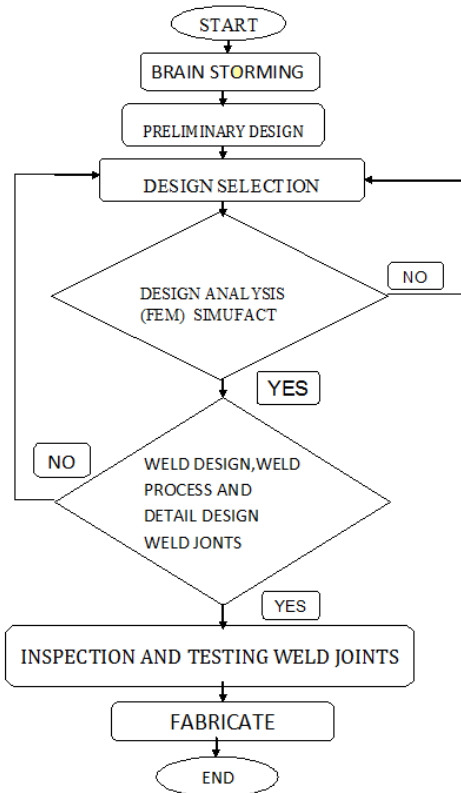 START
BRAIN STORMING
PRELIMINARY DESIGN
DESIGN SELECTION
NO
DESIGN ANALYSIS
(FEM) SIMUFACT
YES
NO
WELD DESIGN,WELD
PROCESS AND
DETAIL DESIGN
WELD JONTS
YES
INSPECTION AND TESTING WELD JOINTS
FABRICATE
END